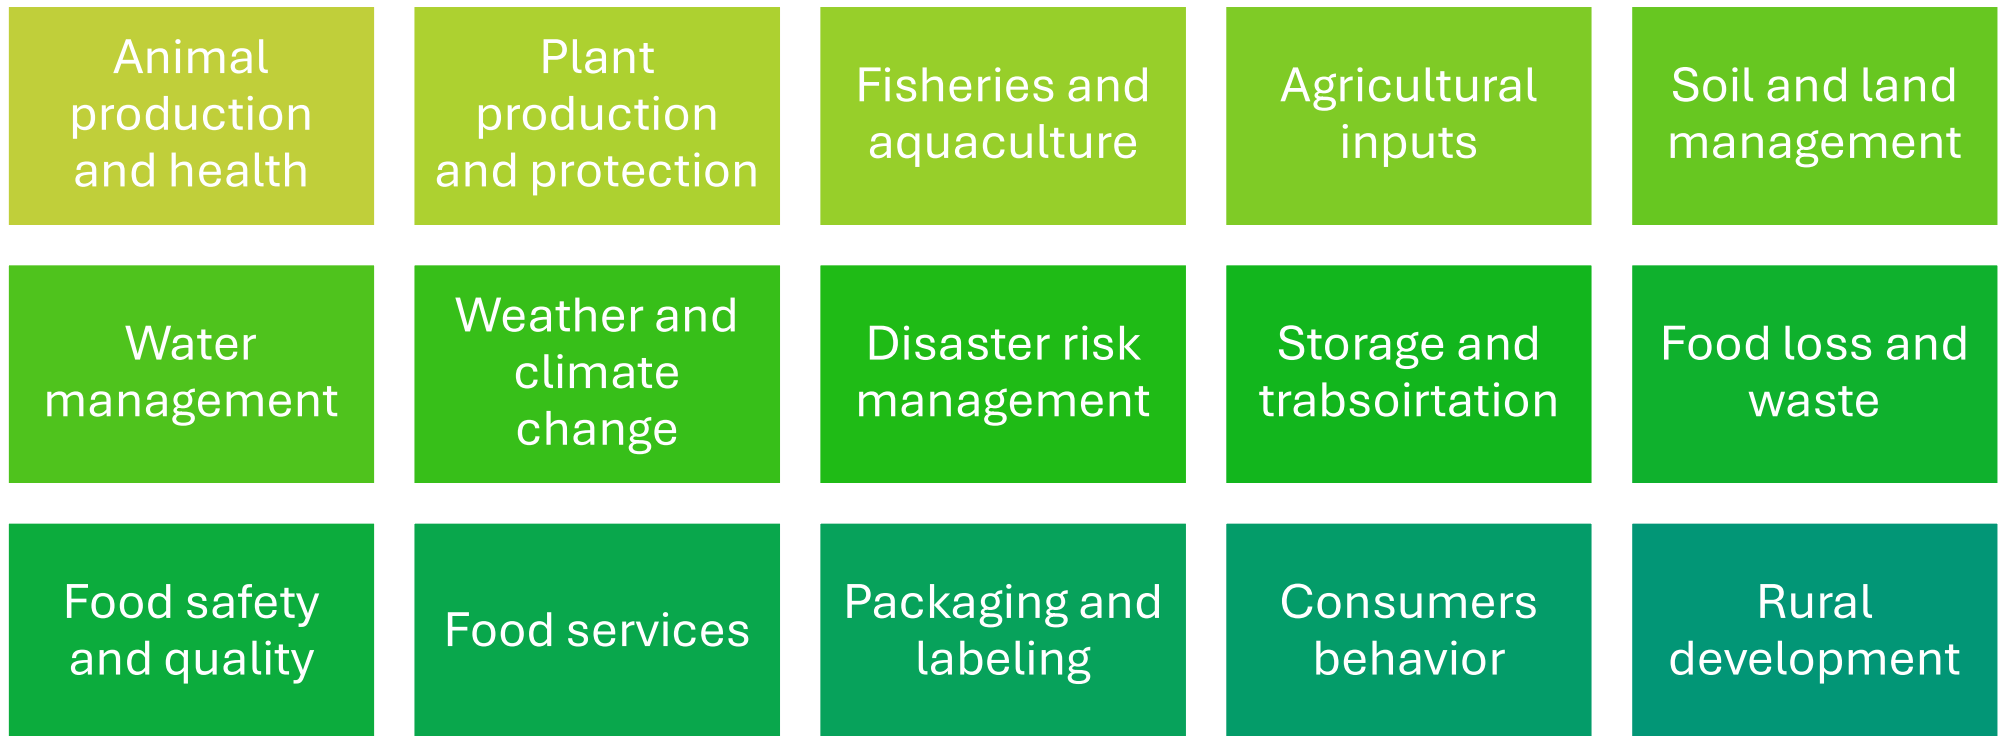 Animal
production
and health
Plant
production
and protection
Fisheries and
aquaculture
Agricultural
inputs
Soil and land
management
Water
management
Weather and
climate
change
Disaster risk
management
Storage and
trabsoirtation
Food loss and
waste
Food safety
and quality
Food services
Packaging and
labeling
Consumers
behavior
Rural
development